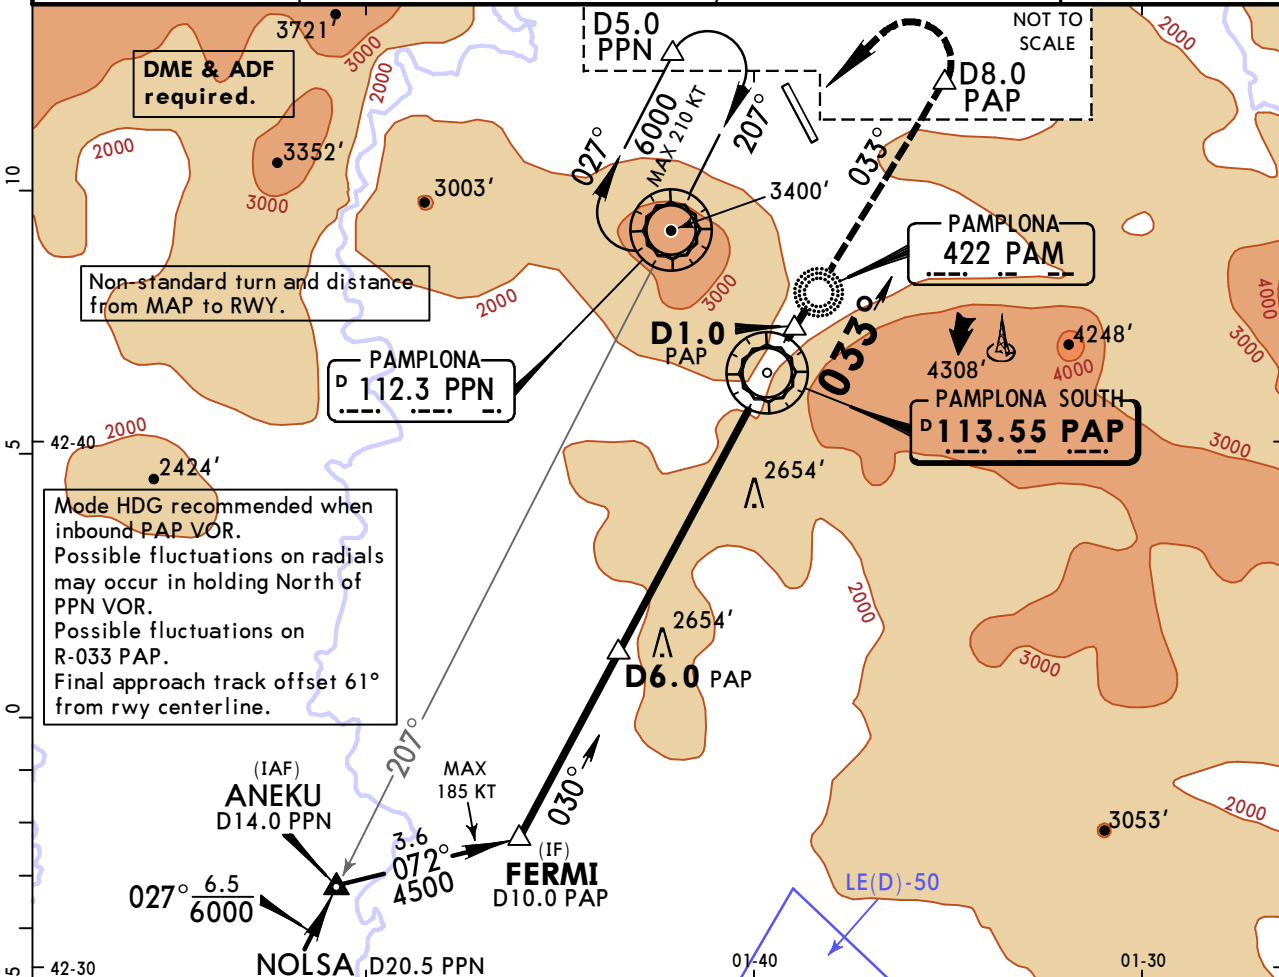 3721'
3000
2000
DME & ADF
required.
D5.0
PPN
NOT TO
SCALE
2000
D8.0
PAP
6000
MAX 210 KT
207°
027°
033°
2000
3352'
3000
3003'
3400'
10
PAMPLONA
422 PAM
Non-standard turn and distance
from MAP to RWY.
2000
3000
4000
3000
D1.0
PAP
033°
4248'
4308'
4000
PAMPLONA
D 112.3 PPN
PAMPLONA SOUTH
D 113.55 PAP
2000
5
42-40
3000
2424'
2654'
Mode HDG recommended when
inbound PAP VOR.
Possible fluctuations on radials
may occur in holding North of
PPN VOR.
Possible fluctuations on
R-033 PAP.
Final approach track offset 61°
from rwy centerline.
2000
2654'
3000
D6.0 PAP
0
207°
(IAF)
ANEKU
D14.0 PPN
MAX
185 KT
030°
2000
3053'
3.6
072°
4500
(IF)
FERMI
D10.0 PAP
027° 6.5
6000
LE(D)-50
NOLSA D20.5 PPN
5
42-30
01-40
01-30